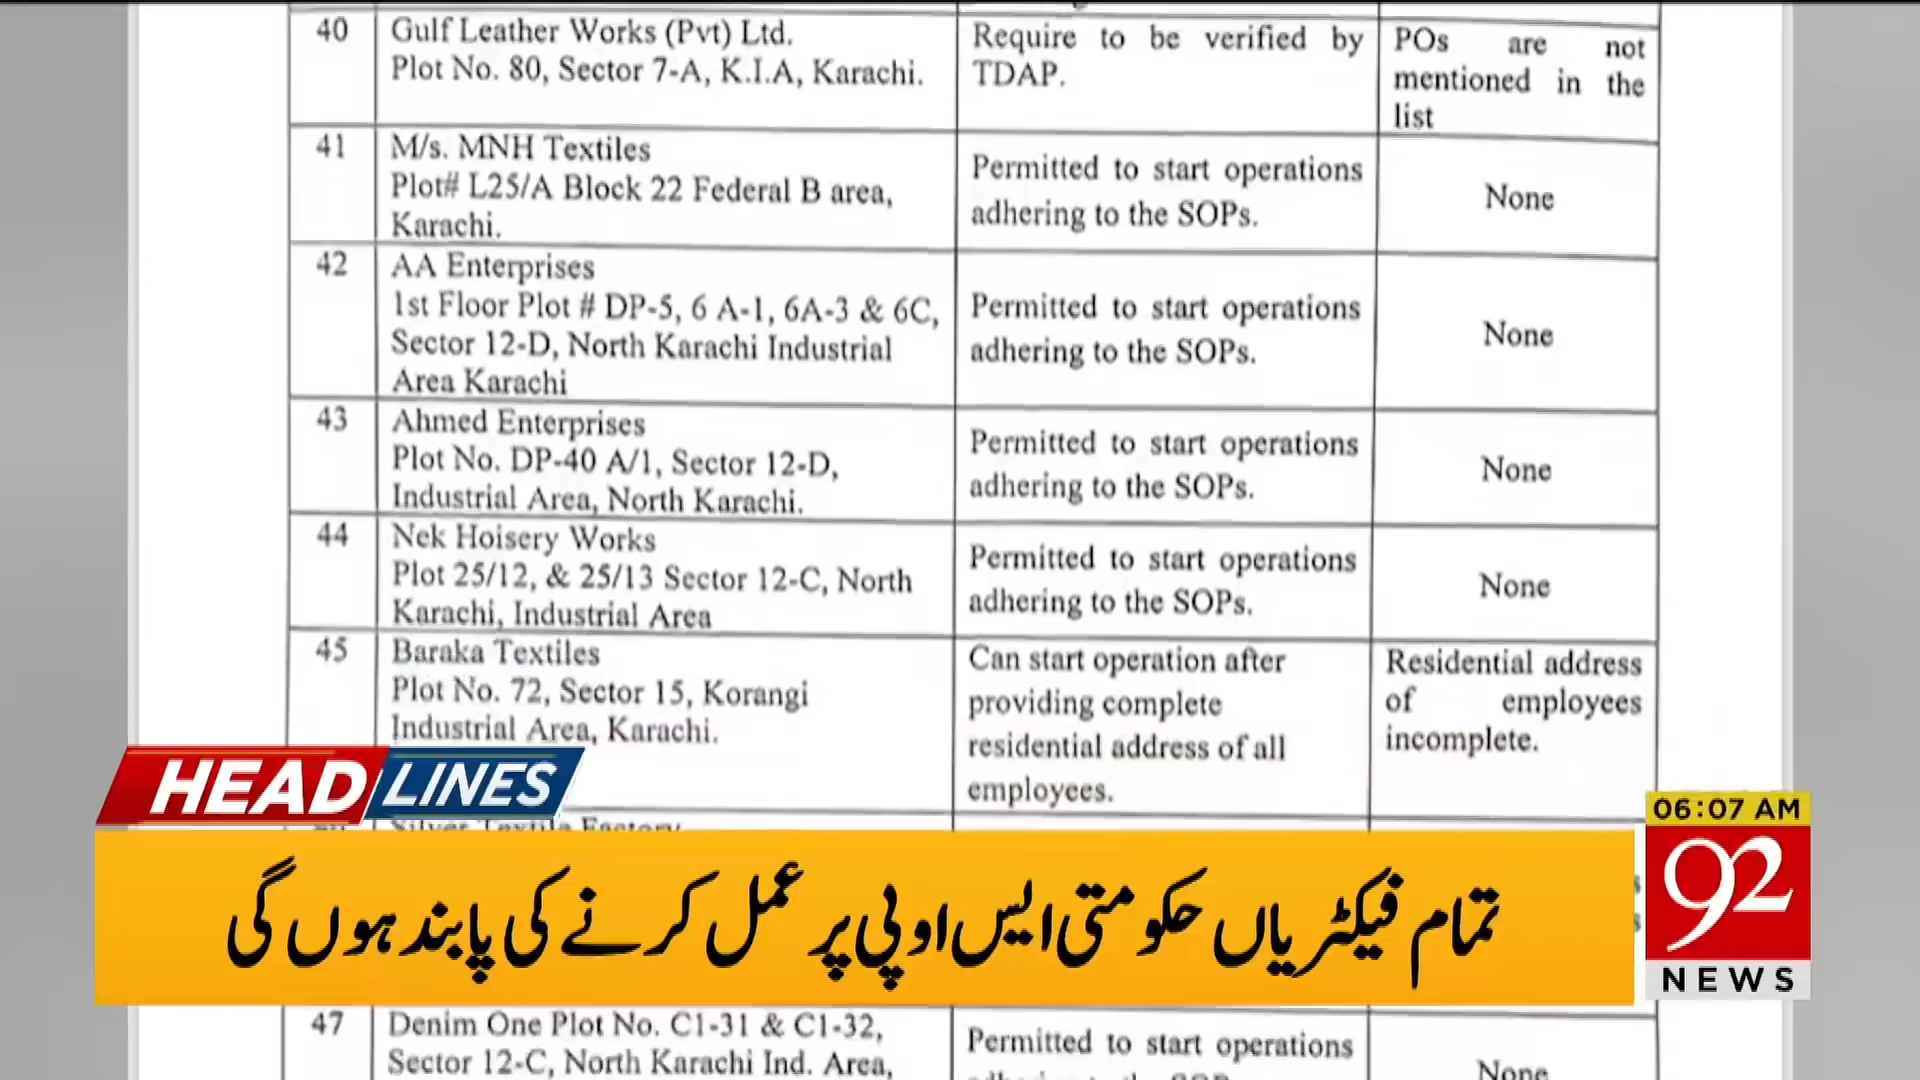 40
Gulf Leather Works (Pvt) Ltd.
Plot No. 80, Sector 7-A, K.I.A, Karachi.
Require to be verified by
TDAP.
POs are not
mentioned in the
list
41
M/s. MNH Textiles
Plot# L25/A Block 22 Federal B area,
Karachi.
Permitted to start operations
adhering to the SOPs.
None
42
AA Enterprises
1st Floor Plot # DP-5, 6 A-1, 6A-3 & 6C,
Sector 12-D, North Karachi Industrial
Area Karachi
Permitted to start operations
adhering to the SOPs.
None
43
Ahmed Enterprises
Plot No. DP-40 A/1, Sector 12-D,
Industrial Area, North Karachi.
Permitted to start operations
adhering to the SOPs.
None
44
Nek Hoisery Works
Plot 25/12, & 25/13 Sector 12-C, North
Karachi, Industrial Area
Permitted to start operations
adhering to the SOPs.
None
45
Baraka Textiles
Plot No. 72, Sector 15, Korangi
Industrial Area, Karachi.
Can start operation after
providing complete
residential address of all
employees.
Residential address
of employees
incomplete.
HEADLINES
Silver Textile Factory
06:07 AM
92
NEWS
تمام فیکٹریاں حکومتی ایس او پی پر عمل کرنے کی پابند ہوں گی
47
Denim One Plot No. C1-31 & C1-32,
Sector 12-C, North Karachi Ind. Area,
Permitted to start operations
None